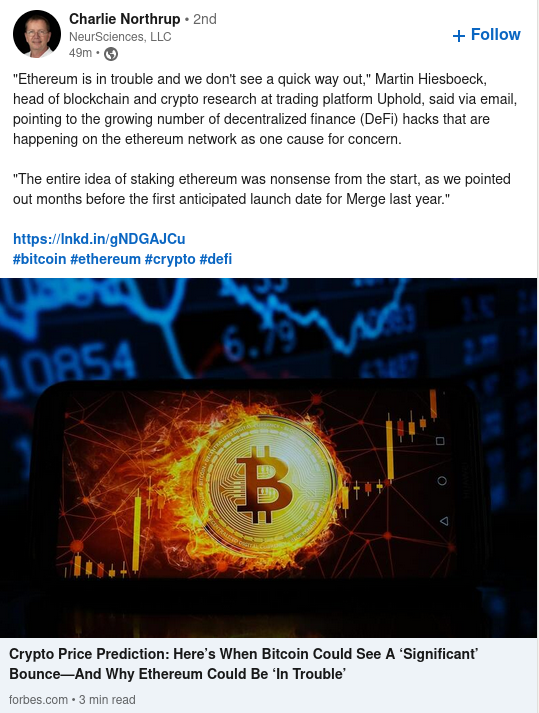 Charlie Northrup • 2nd
NeurSciences, LLC
49m •
+ Follow
"Ethereum is in trouble and we don't see a quick way out," Martin Hiesboeck,
head of blockchain and crypto research at trading platform Uphold, said via email,
pointing to the growing number of decentralized finance (DeFi) hacks that are
happening on the ethereum network as one cause for concern.
"The entire idea of staking ethereum was nonsense from the start, as we pointed
out months before the first anticipated launch date for Merge last year."
https://lnkd.in/gNDGAJCu
#bitcoin #ethereum #crypto #defi
10854
6.79
Crypto Price Prediction: Here’s When Bitcoin Could See A ‘Significant’
Bounce—And Why Ethereum Could Be ‘In Trouble’
forbes.com • 3 min read